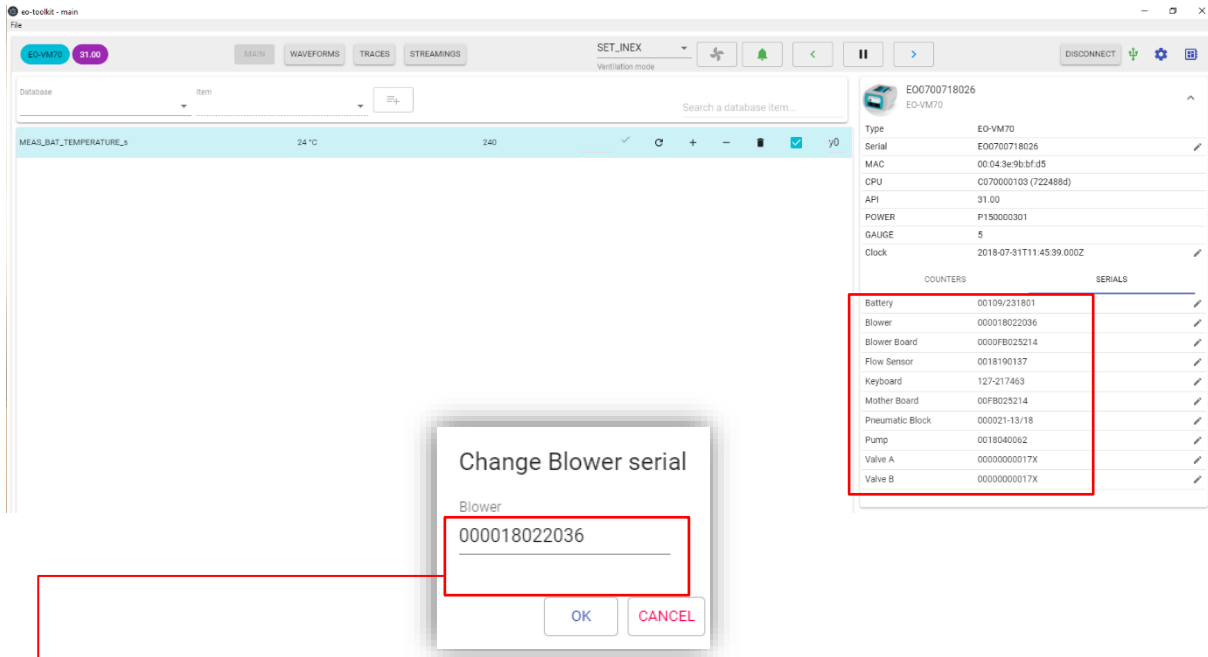 eo-toolkit - main
File
EO-VM70 31.00 MAIN WAVEFORMS TRACES STREAMINGS SET_INEX DISCONNECT
Ventilation mode
Database Item
Search a database item...
MEAS_BAT_TEMPERATURE_s 24 °C 240 y0
EO0700718026
EO-VM70
Type EO-VM70
Serial EO0700718026
MAC 00:04:3e:9b:bf:d5
CPU C070000103 (722488d)
API 31.00
POWER P150000301
GAUGE 5
Clock 2018-07-31T11:45:39.000Z
COUNTERS SERIALS
Battery 00109/231801
Blower 000018022036
Blower Board 0000FB025214
Flow Sensor 0018190137
Keyboard 127-217463
Mother Board 00FB025214
Pneumatic Block 000021-13/18
Pump 0018040062
Valve A 00000000017X
Valve B 00000000017X
Change Blower serial
Blower
000018022036
OK CANCEL